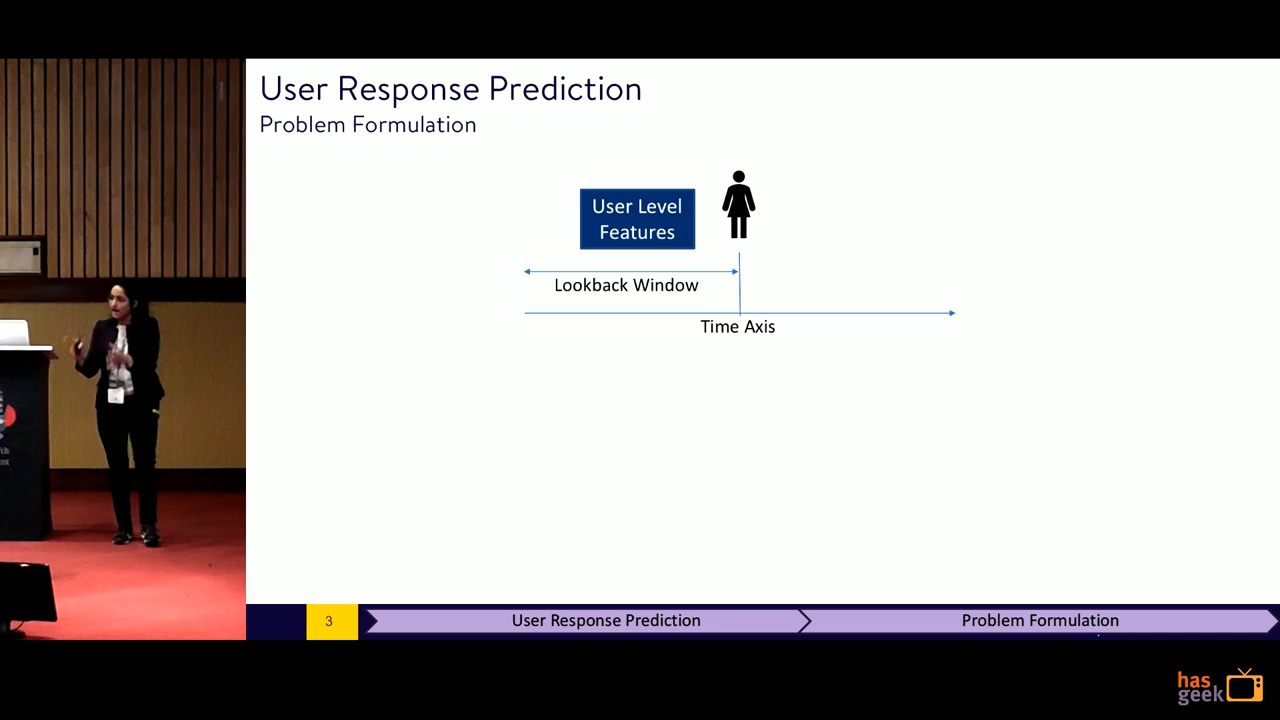 User Response Prediction
Problem Formulation
User Level
Features
Lookback Window
Time Axis
3
User Response Prediction
Problem Formulation
has
geek